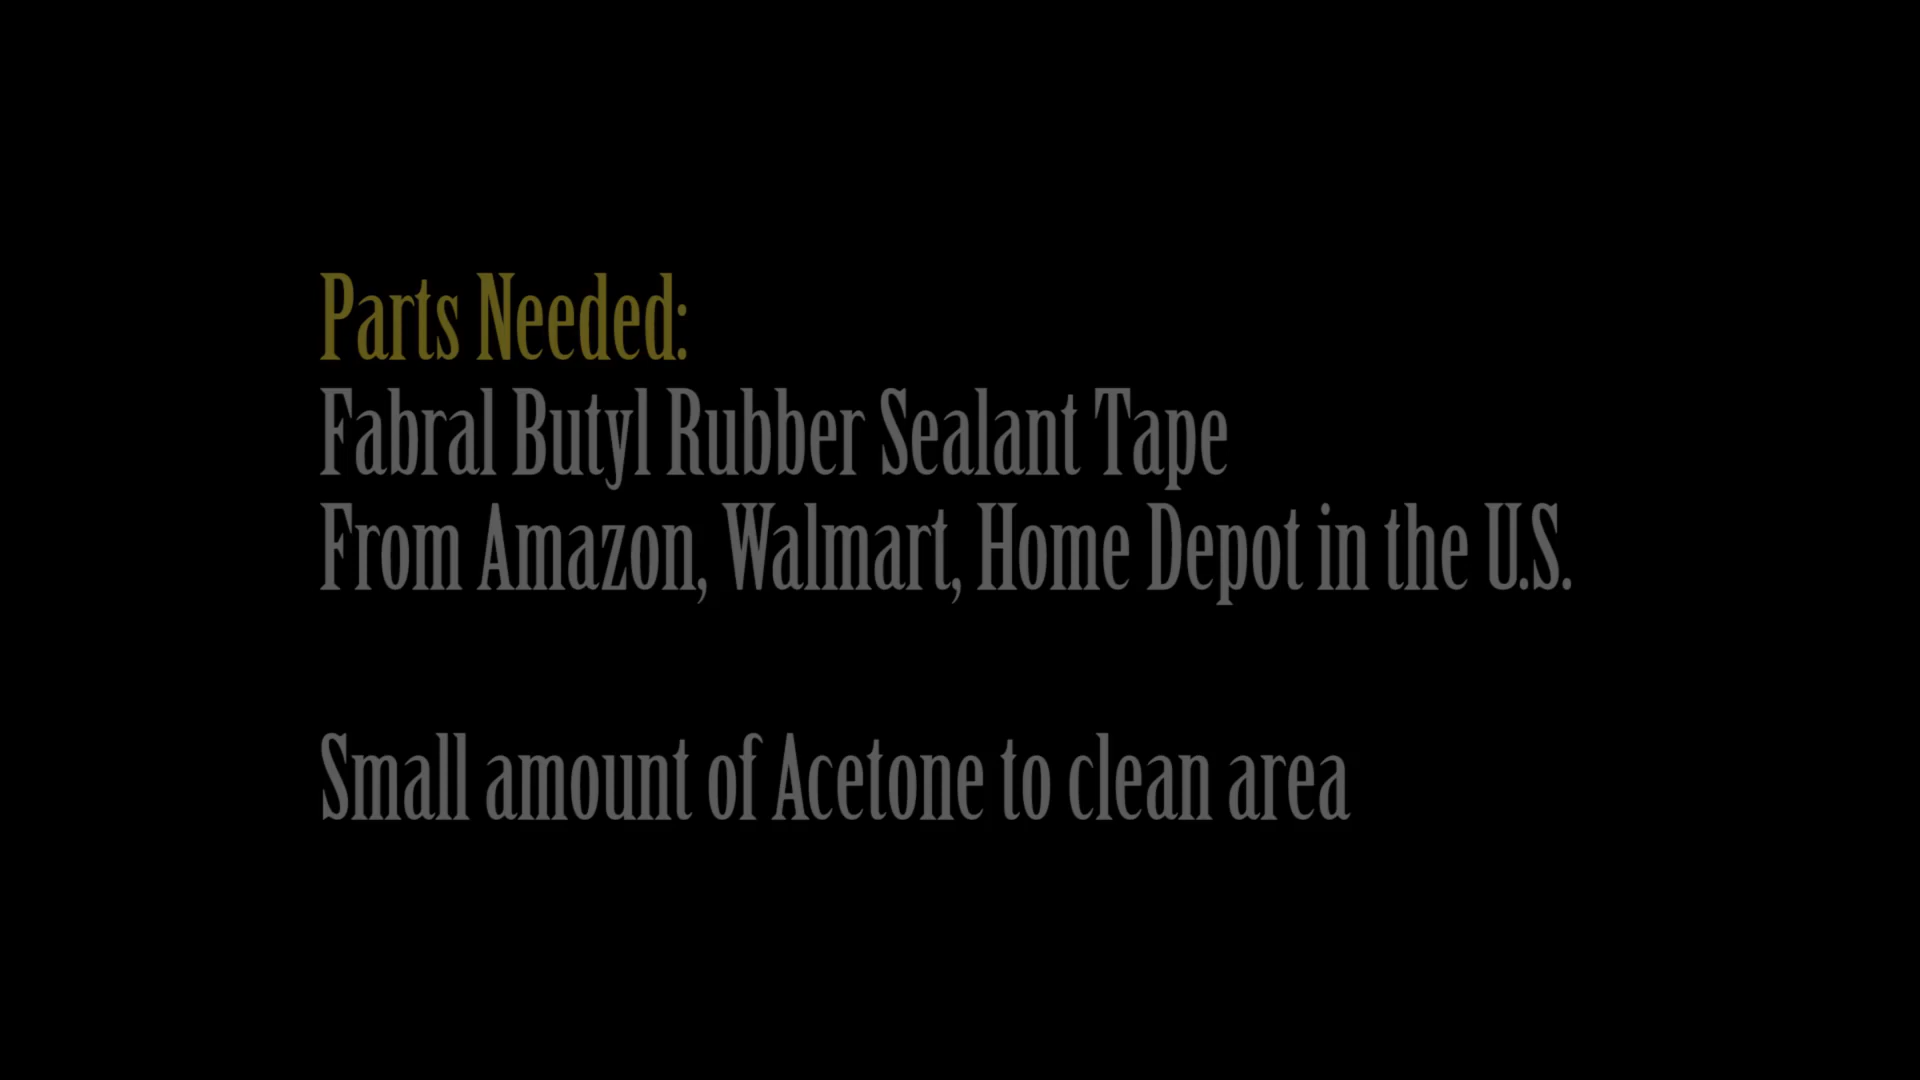 Parts Needed:
Fabral Butyl Rubber Sealant Tape
From Amazon, Walmart, Home Depot in the U.S.
Small amount of Acetone to clean area